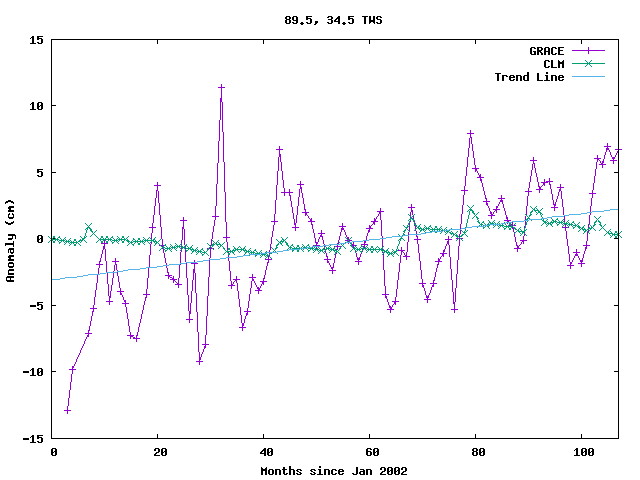 89.5, 34.5 TWS
GRACE
CLM
Trend Line
15
10
5
0
-5
-10
-15
Anomaly (cm)
0 20 40 60 80 100
Months since Jan 2002